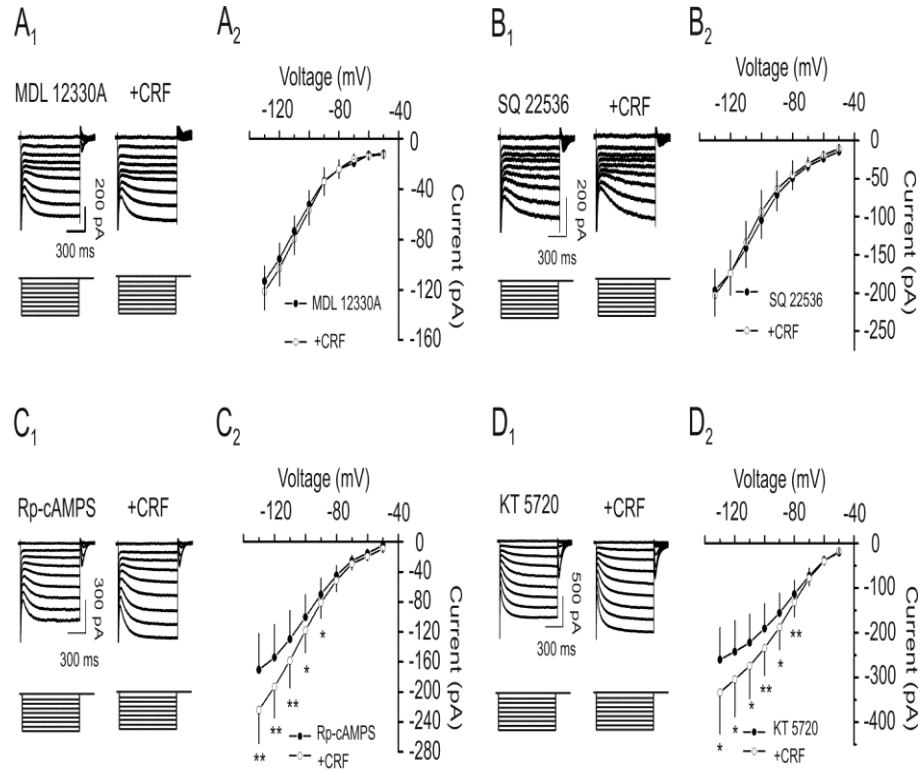 A1
MDL 12330A +CRF
200 pA
300 ms
A2
Voltage (mV)
-120 -80 -40
0
-40
-80
-120
-160
Current (pA)
MDL 12330A
+CRF
B1
SQ 22536 +CRF
200 pA
300 ms
B2
Voltage (mV)
-120 -80 -40
0
-50
-100
-150
-200
-250
Current (pA)
SQ 22536
+CRF
C1
Rp-cAMPS +CRF
300 pA
300 ms
C2
Voltage (mV)
-120 -80 -40
0
-40
-80
-120
-160
-200
-240
-280
Current (pA)
*
*
**
**
**
Rp-cAMPS
+CRF
D1
KT 5720 +CRF
500 pA
300 ms
D2
Voltage (mV)
-120 -80 -40
0
-100
-200
-300
-400
Current (pA)
**
*
**
*
*
*
KT 5720
+CRF